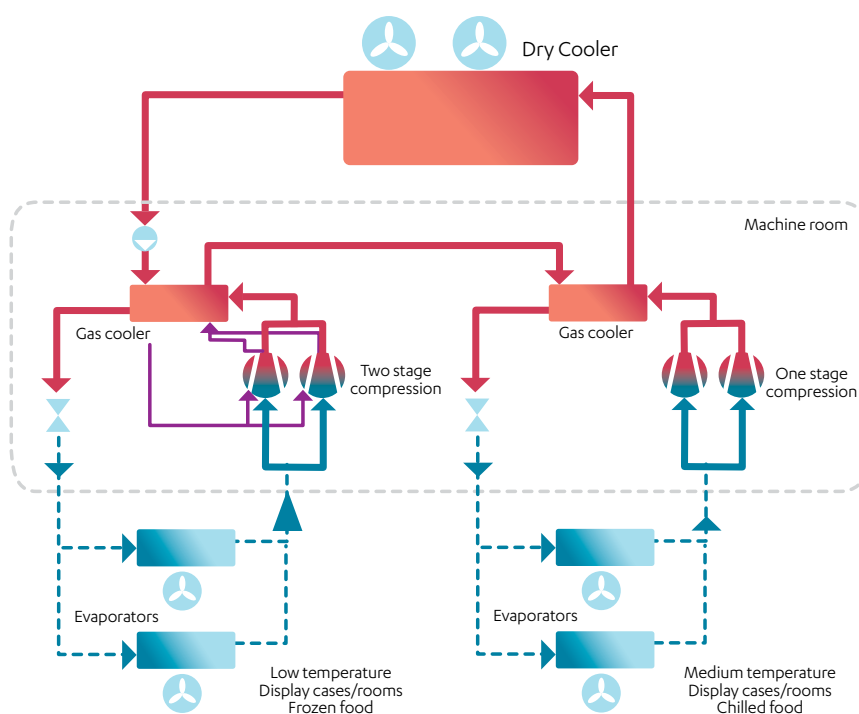 Dry Cooler
Machine room
Gas cooler
Gas cooler
Two stage
compression
One stage
compression
Evaporators
Evaporators
Low temperature
Display cases/rooms
Frozen food
Medium temperature
Display cases/rooms
Chilled food